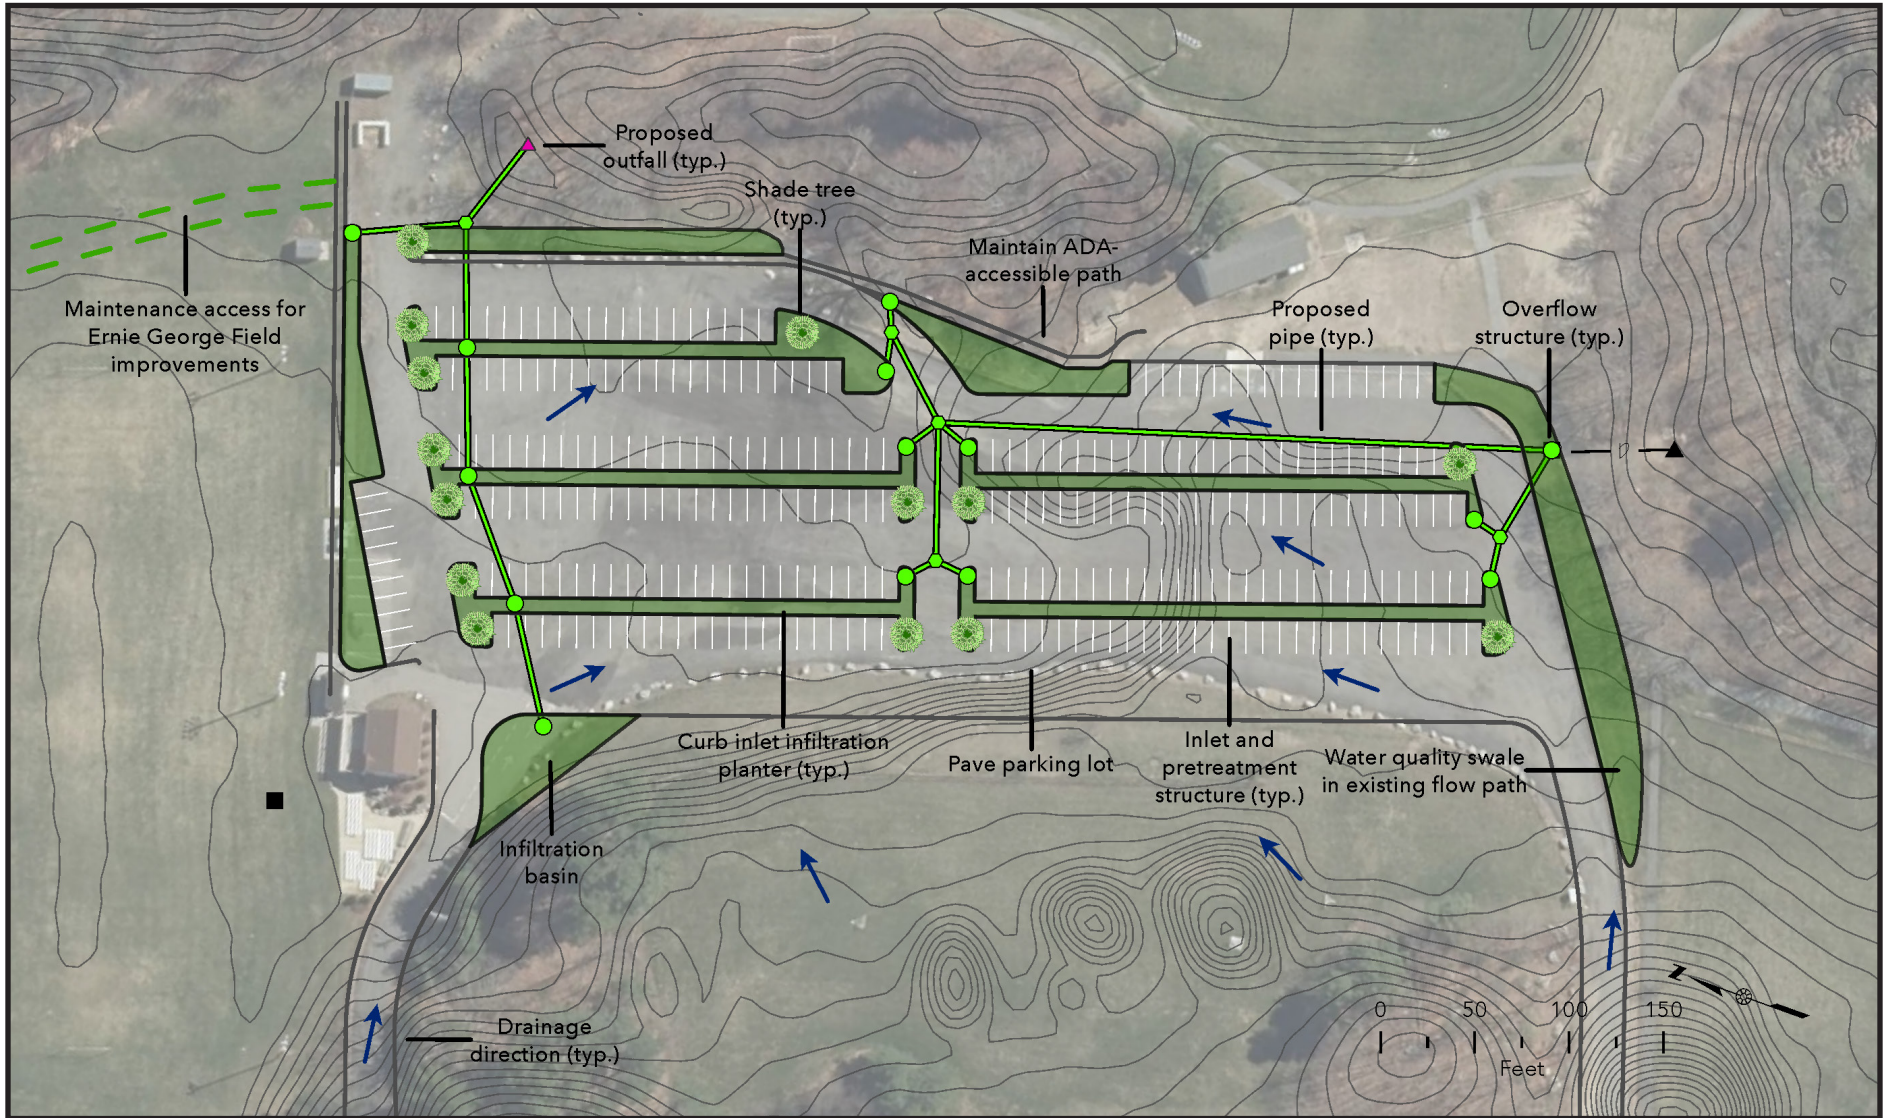 Proposed
outfall (typ.)
Shade tree
(typ.)
Maintain ADA-
accessible path
Maintenance access for
Ernie George Field
improvements
Proposed
pipe (typ.)
Overflow
structure (typ.)
Curb inlet infiltration
planter (typ.)
Pave parking lot
Inlet and
pretreatment
structure (typ.)
Water quality swale
in existing flow path
Infiltration
basin
Drainage
direction (typ.)
Z
0 50 100 150
Feet